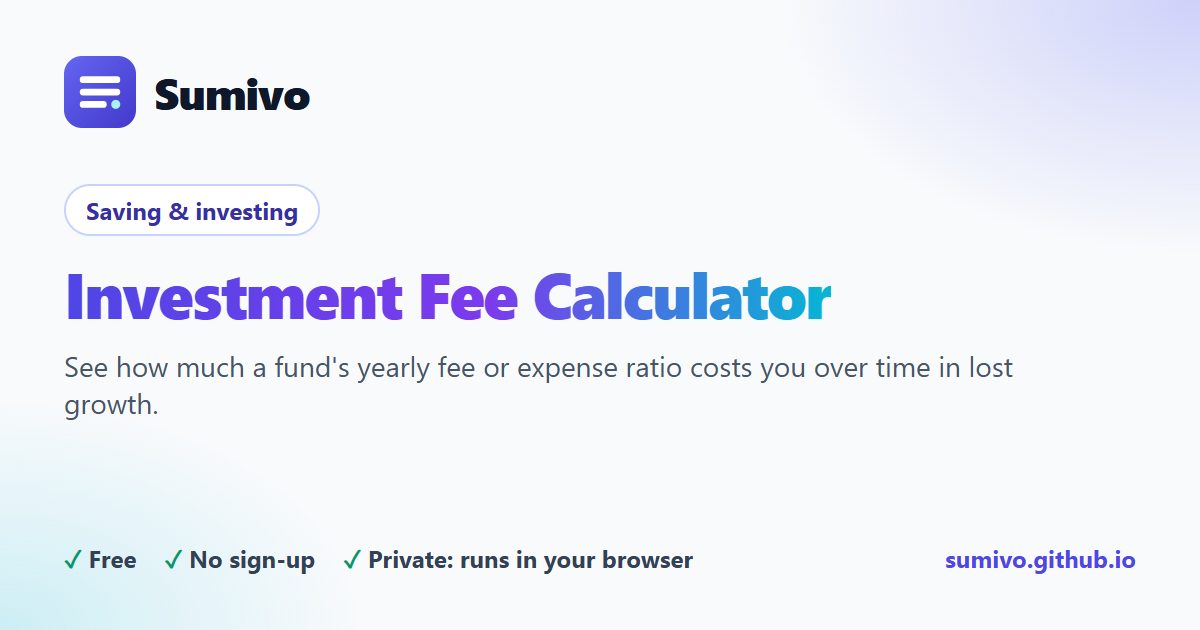 Sumivo
Saving & investing
Investment Fee Calculator
See how much a fund's yearly fee or expense ratio costs you over time in lost
growth.
✓ Free ✓ No sign-up ✓ Private: runs in your browser
sumivo.github.io